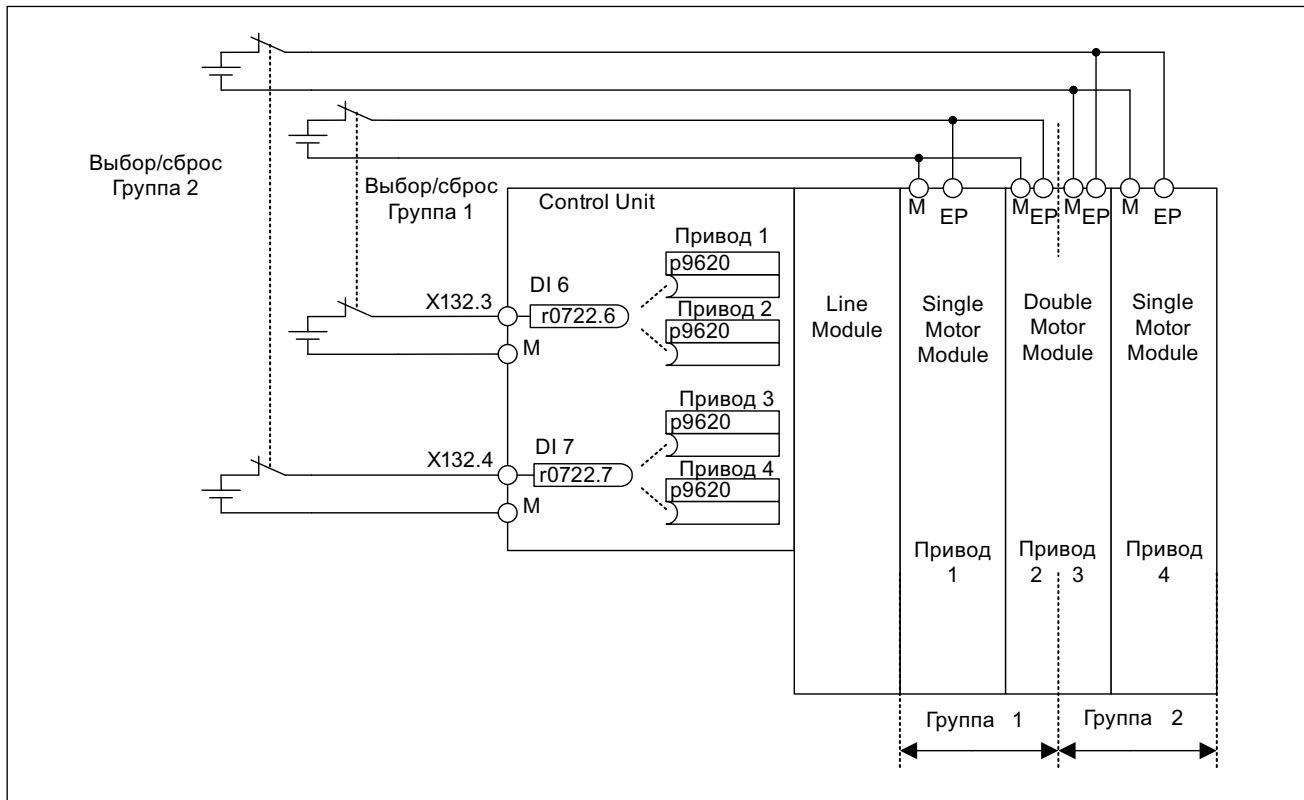 Выбор/сброс
Группа 2
Выбор/сброс
Группа 1
Control Unit
M
EP
M
EP
M
EP
M
EP
Привод 1
p9620
DI 6
X132.3
r0722.6
Привод 2
p9620
M
Line
Module
Single
Motor
Module
Double
Motor
Module
Single
Motor
Module
Привод 3
p9620
DI 7
X132.4
r0722.7
Привод 4
p9620
M
Привод
1
Привод
2 3
Привод
4
Группа 1
Группа 2